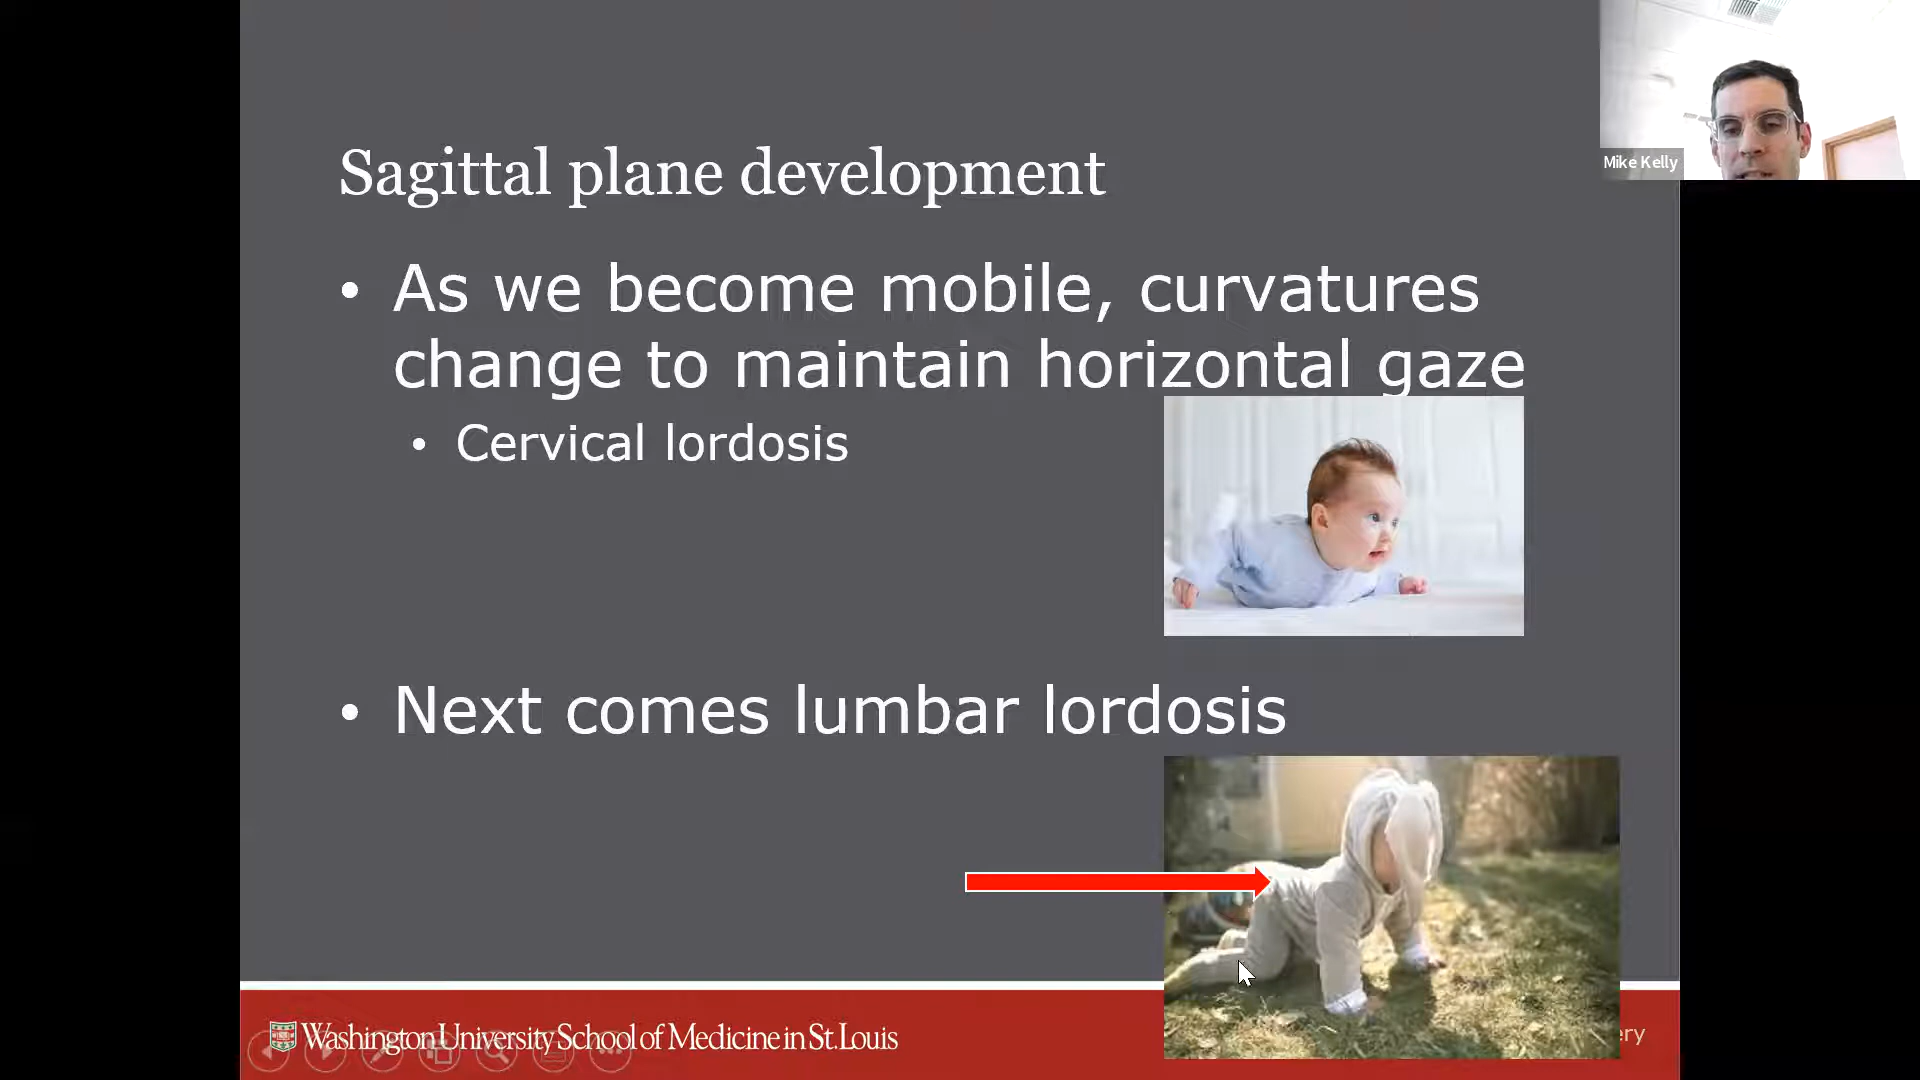 Sagittal plane development
• As we become mobile, curvatures
change to maintain horizontal gaze
• Cervical lordosis
• Next comes lumbar lordosis
Mike Kelly
Washington University School of Medicine in St. Louis